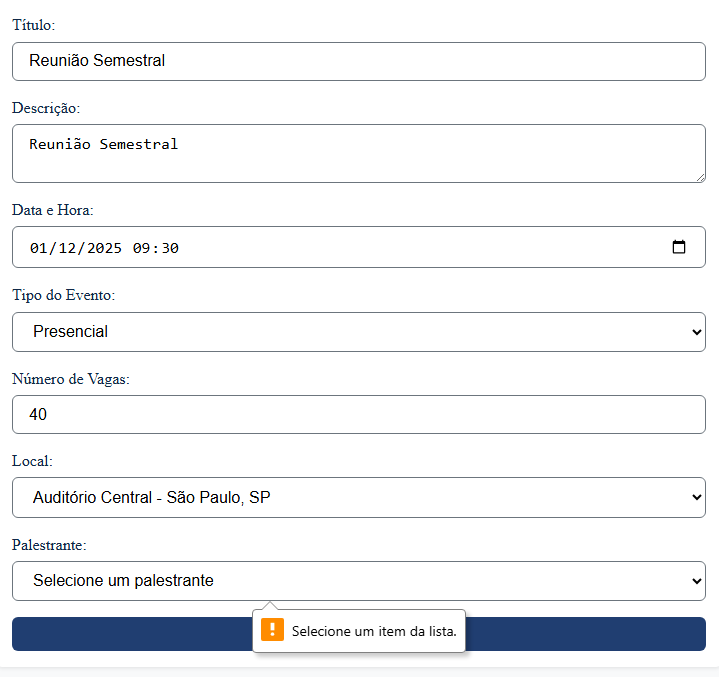 Título:
Reunião Semestral
Descrição:
Reunião Semestral
Data e Hora:
01/12/2025 09:30
Tipo do Evento:
Presencial
Número de Vagas:
40
Local:
Auditório Central - São Paulo, SP
Palestrante:
Selecione um palestrante
Selecione um item da lista.